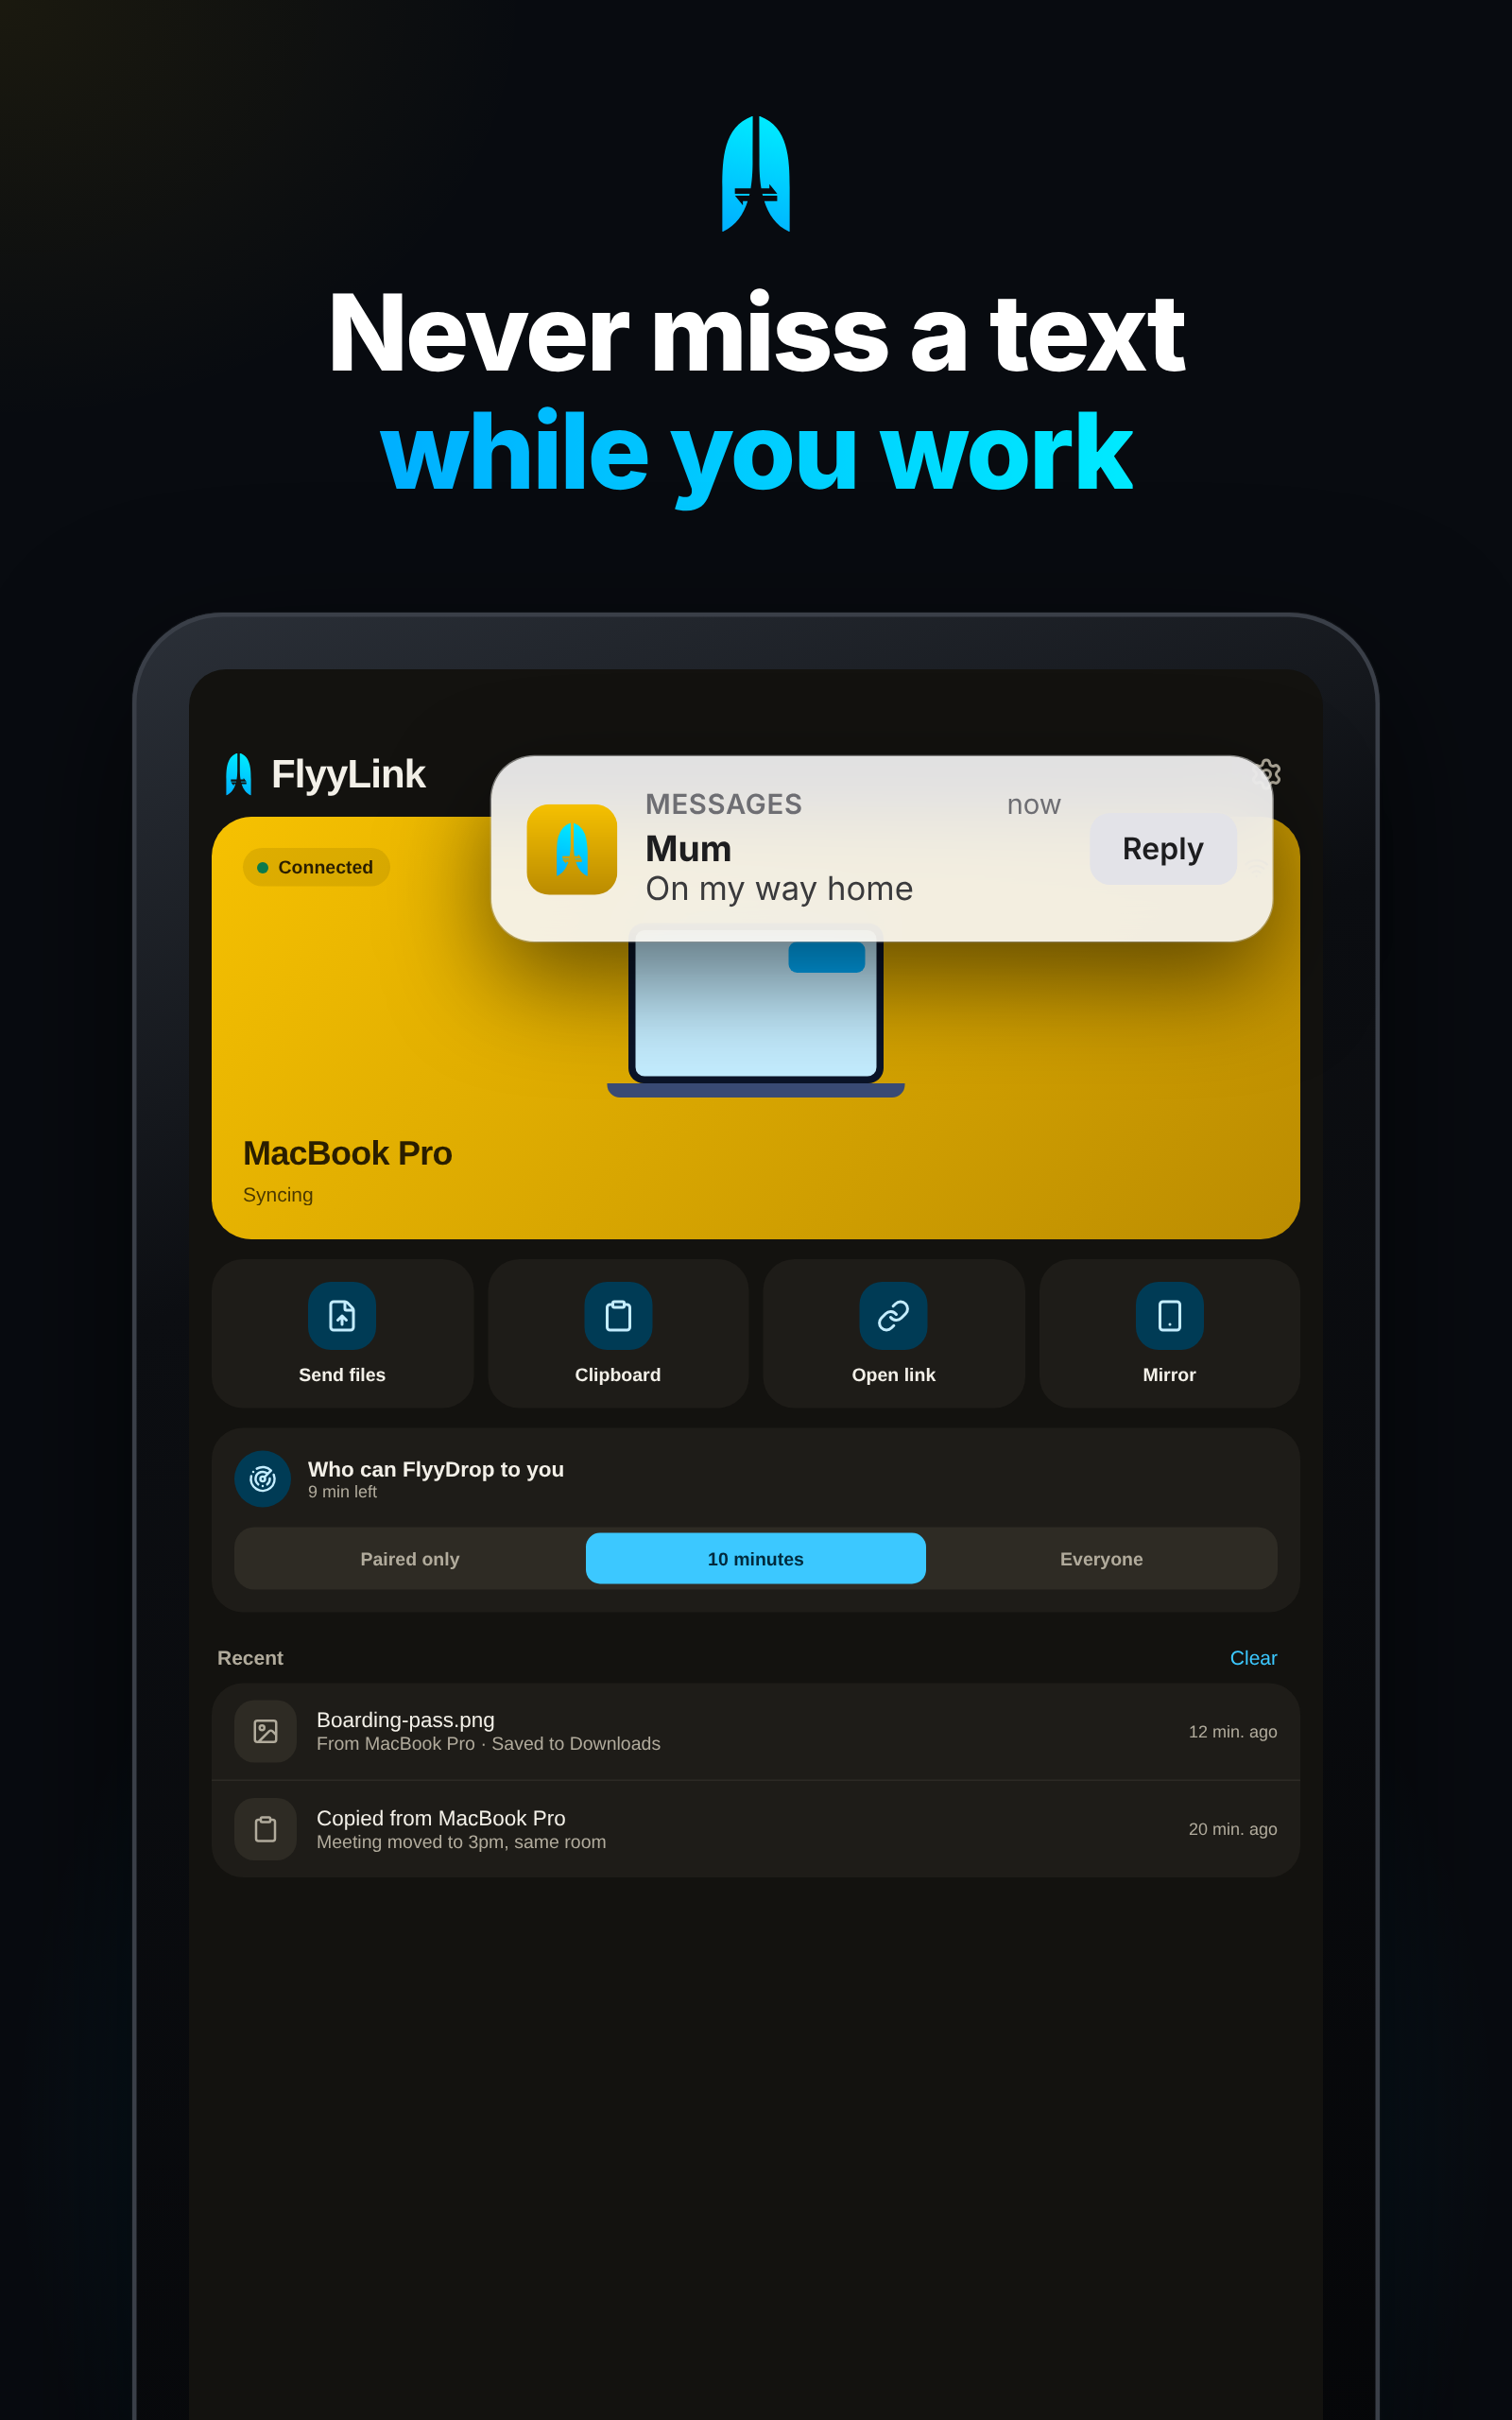 Never miss a text
while you work
FlyyLink
MESSAGES
now
Mum
On my way home
Reply
Connected
MacBook Pro
Syncing
Send files
Clipboard
Open link
Mirror
Who can FlyyDrop to you
9 min left
Paired only
10 minutes
Everyone
Recent
Clear
Boarding-pass.png
From MacBook Pro · Saved to Downloads
12 min. ago
Copied from MacBook Pro
Meeting moved to 3pm, same room
20 min. ago